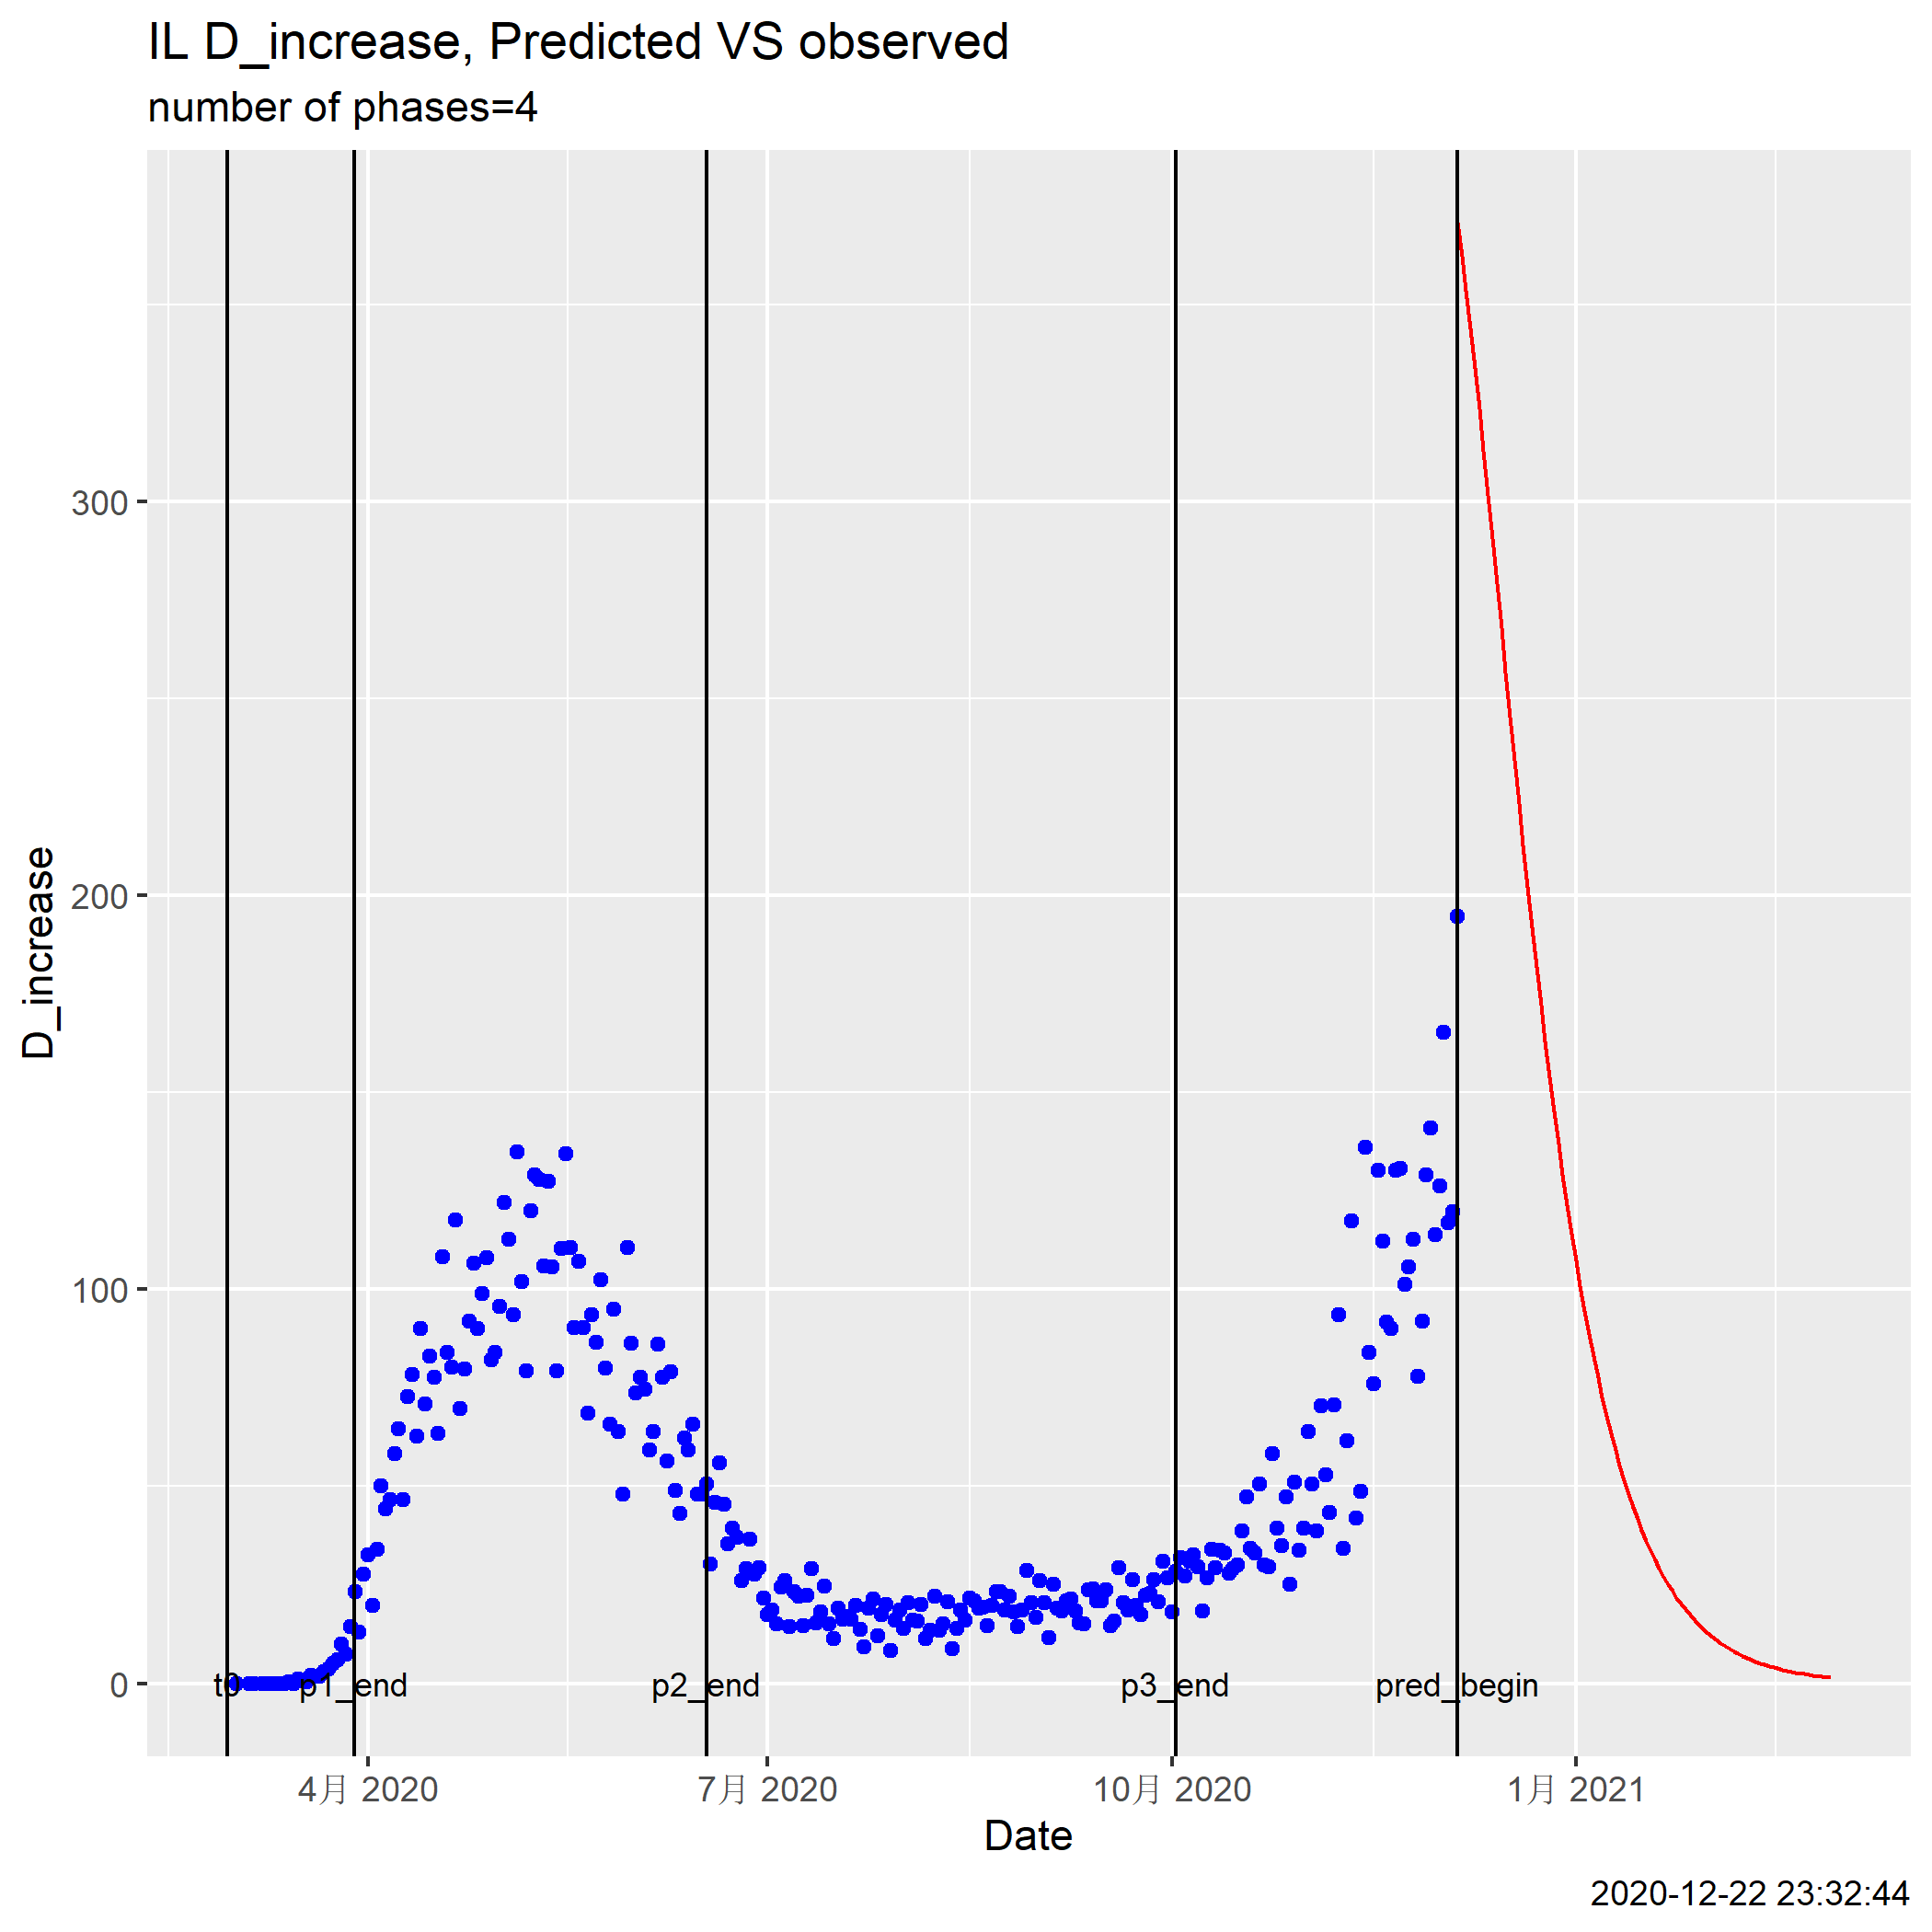 IL D_increase, Predicted VS observed
number of phases=4
D_increase
300
200
100
0
t0
p1_end
p2_end
p3_end
pred_begin
4月 2020
7月 2020
10月 2020
1月 2021
Date
2020-12-22 23:32:44